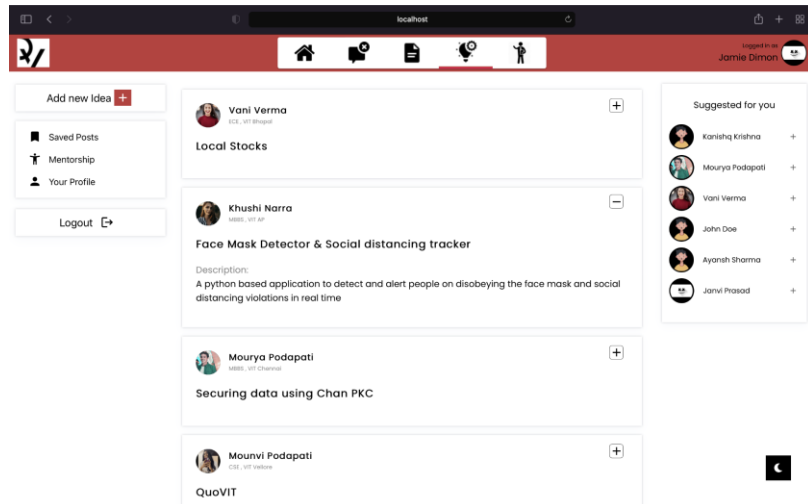 localhost
Logged in as
Jamie Dimon
Add new Idea
Saved Posts
Mentorship
Your Profile
Logout
Vani Verma
ECE , VIT Bhopal
Local Stocks
Khushi Narra
MBBS , VIT AP
Face Mask Detector & Social distancing tracker
Description:
A python based application to detect and alert people on disobeying the face mask and social
distancing violations in real time
Mourya Podapati
MBBS , VIT Chennai
Securing data using Chan PKC
Mounvi Podapati
CSE , VIT Vellore
QuoVIT
Suggested for you
Kanishq Krishna
Mourya Podapati
Vani Verma
John Doe
Ayansh Sharma
Janvi Prasad